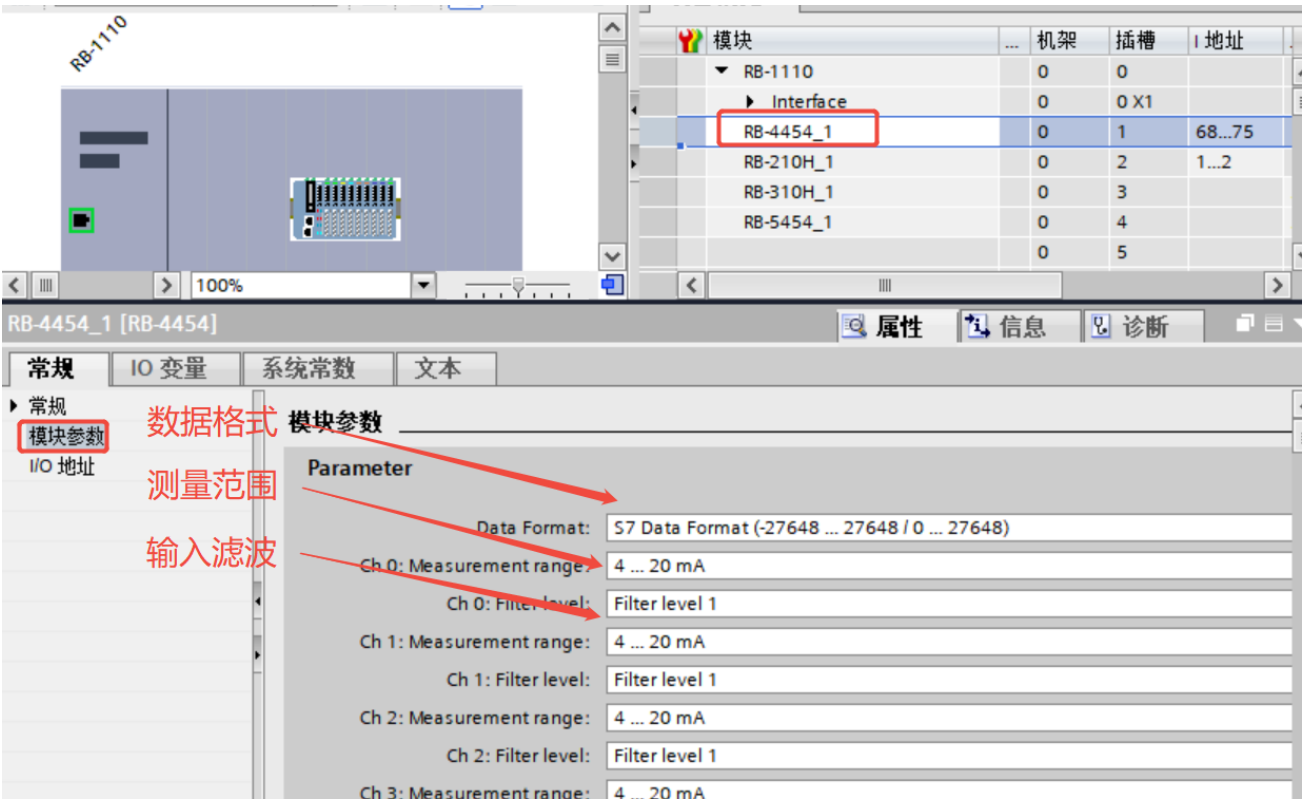 RB-1110
100%
模块 ... 机架 插槽 I 地址
RB-1110 0 0
Interface 0 0 X1
RB-4454_1 0 1 68...75
RB-210H_1 0 2 1...2
RB-310H_1 0 3
RB-5454_1 0 4
0 5
RB-4454_1 [RB-4454]
属性 信息 诊断
常规 IO 变量 系统常数 文本
常规
模块参数
I/O 地址
数据格式
测量范围
输入滤波
模块参数
Parameter
Data Format: S7 Data Format (-27648 ... 27648 / 0 ... 27648)
Ch 0: Measurement range: 4 ... 20 mA
Ch 0: Filter level: Filter level 1
Ch 1: Measurement range: 4 ... 20 mA
Ch 1: Filter level: Filter level 1
Ch 2: Measurement range: 4 ... 20 mA
Ch 2: Filter level: Filter level 1
Ch 3: Measurement range: 4 ... 20 mA